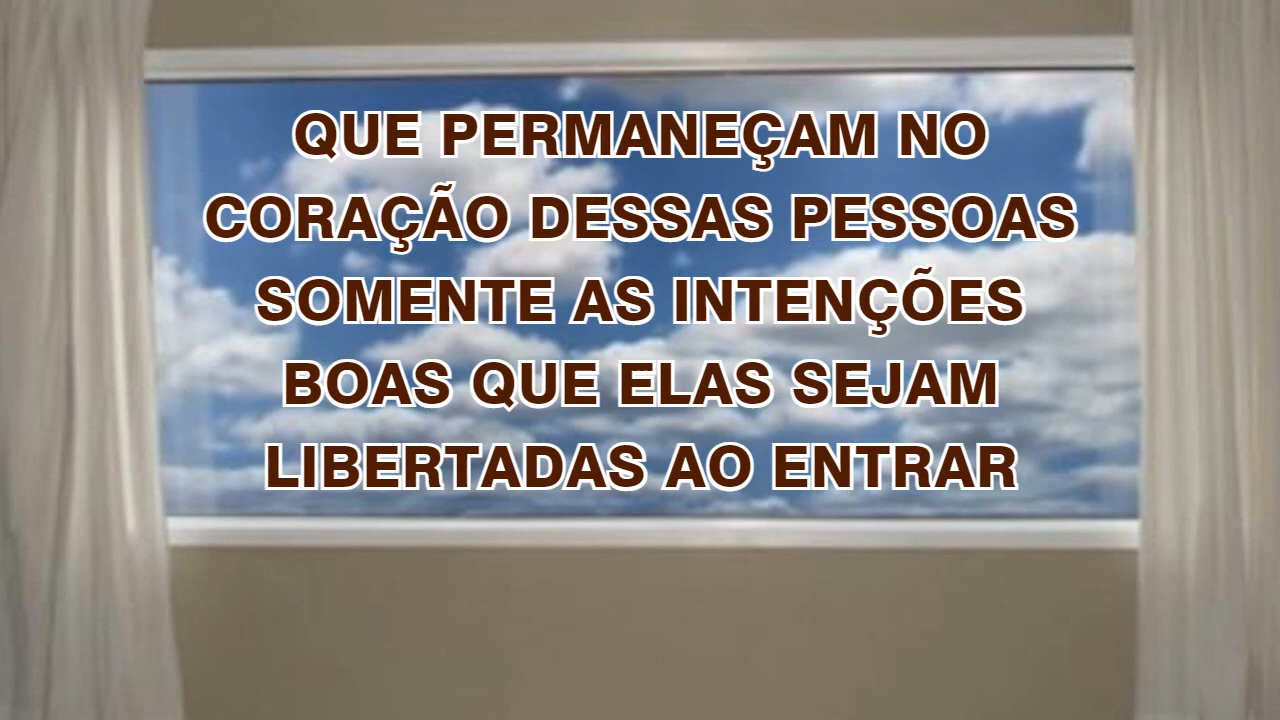 QUE PERMANEÇAM NO
CORAÇÃO DESSAS PESSOAS
SOMENTE AS INTENÇÕES
BOAS QUE ELAS SEJAM
LIBERTADAS AO ENTRAR